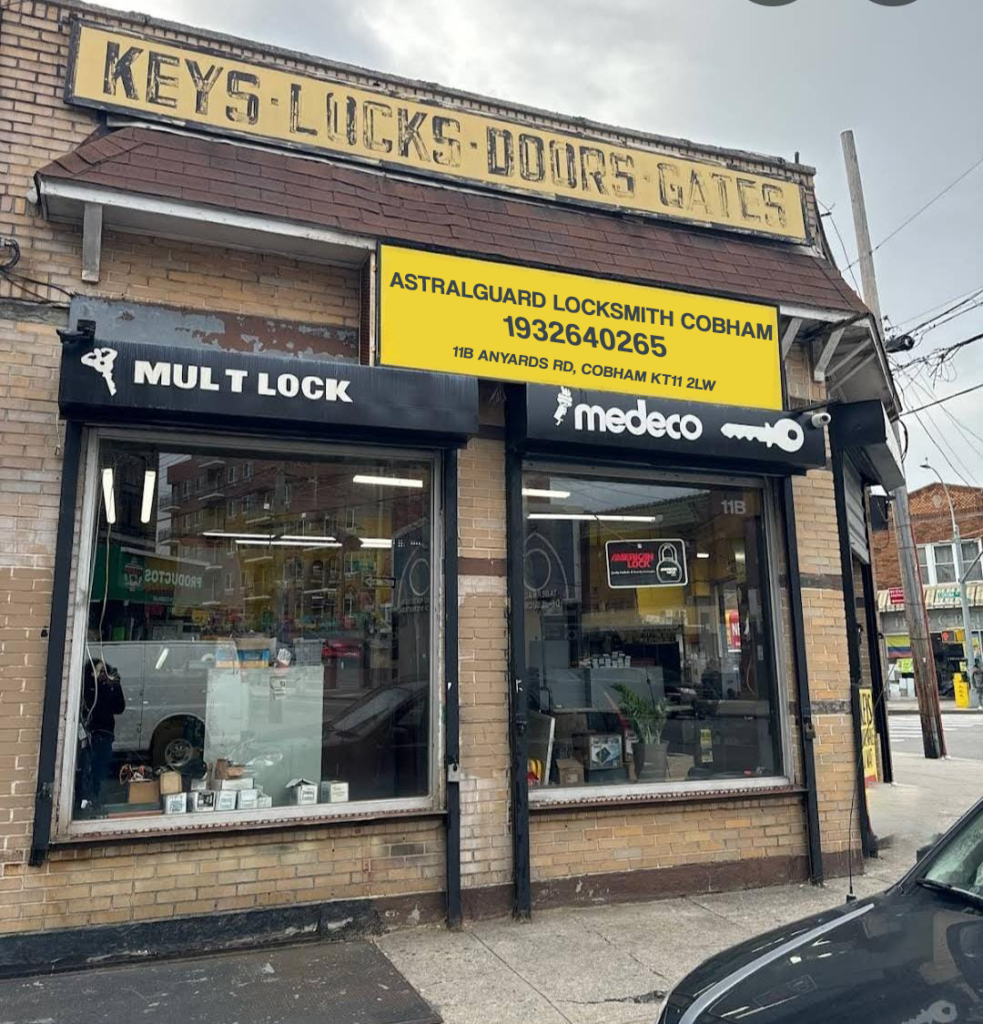 KEYS · LOCKS · DOORS · GATES
ASTRALGUARD LOCKSMITH COBHAM
1932640265
11B ANYARDS RD, COBHAM KT11 2LW
MUL T LOCK
medeco
11B
AMERICAN
LOCK
PRODUCTOS